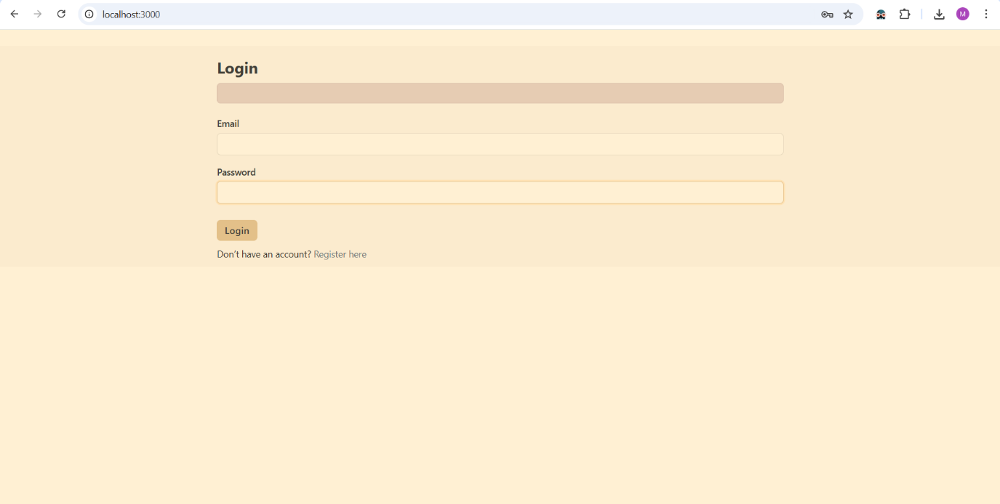 localhost:3000
M
Login
Email
Password
Login
Don't have an account? Register here